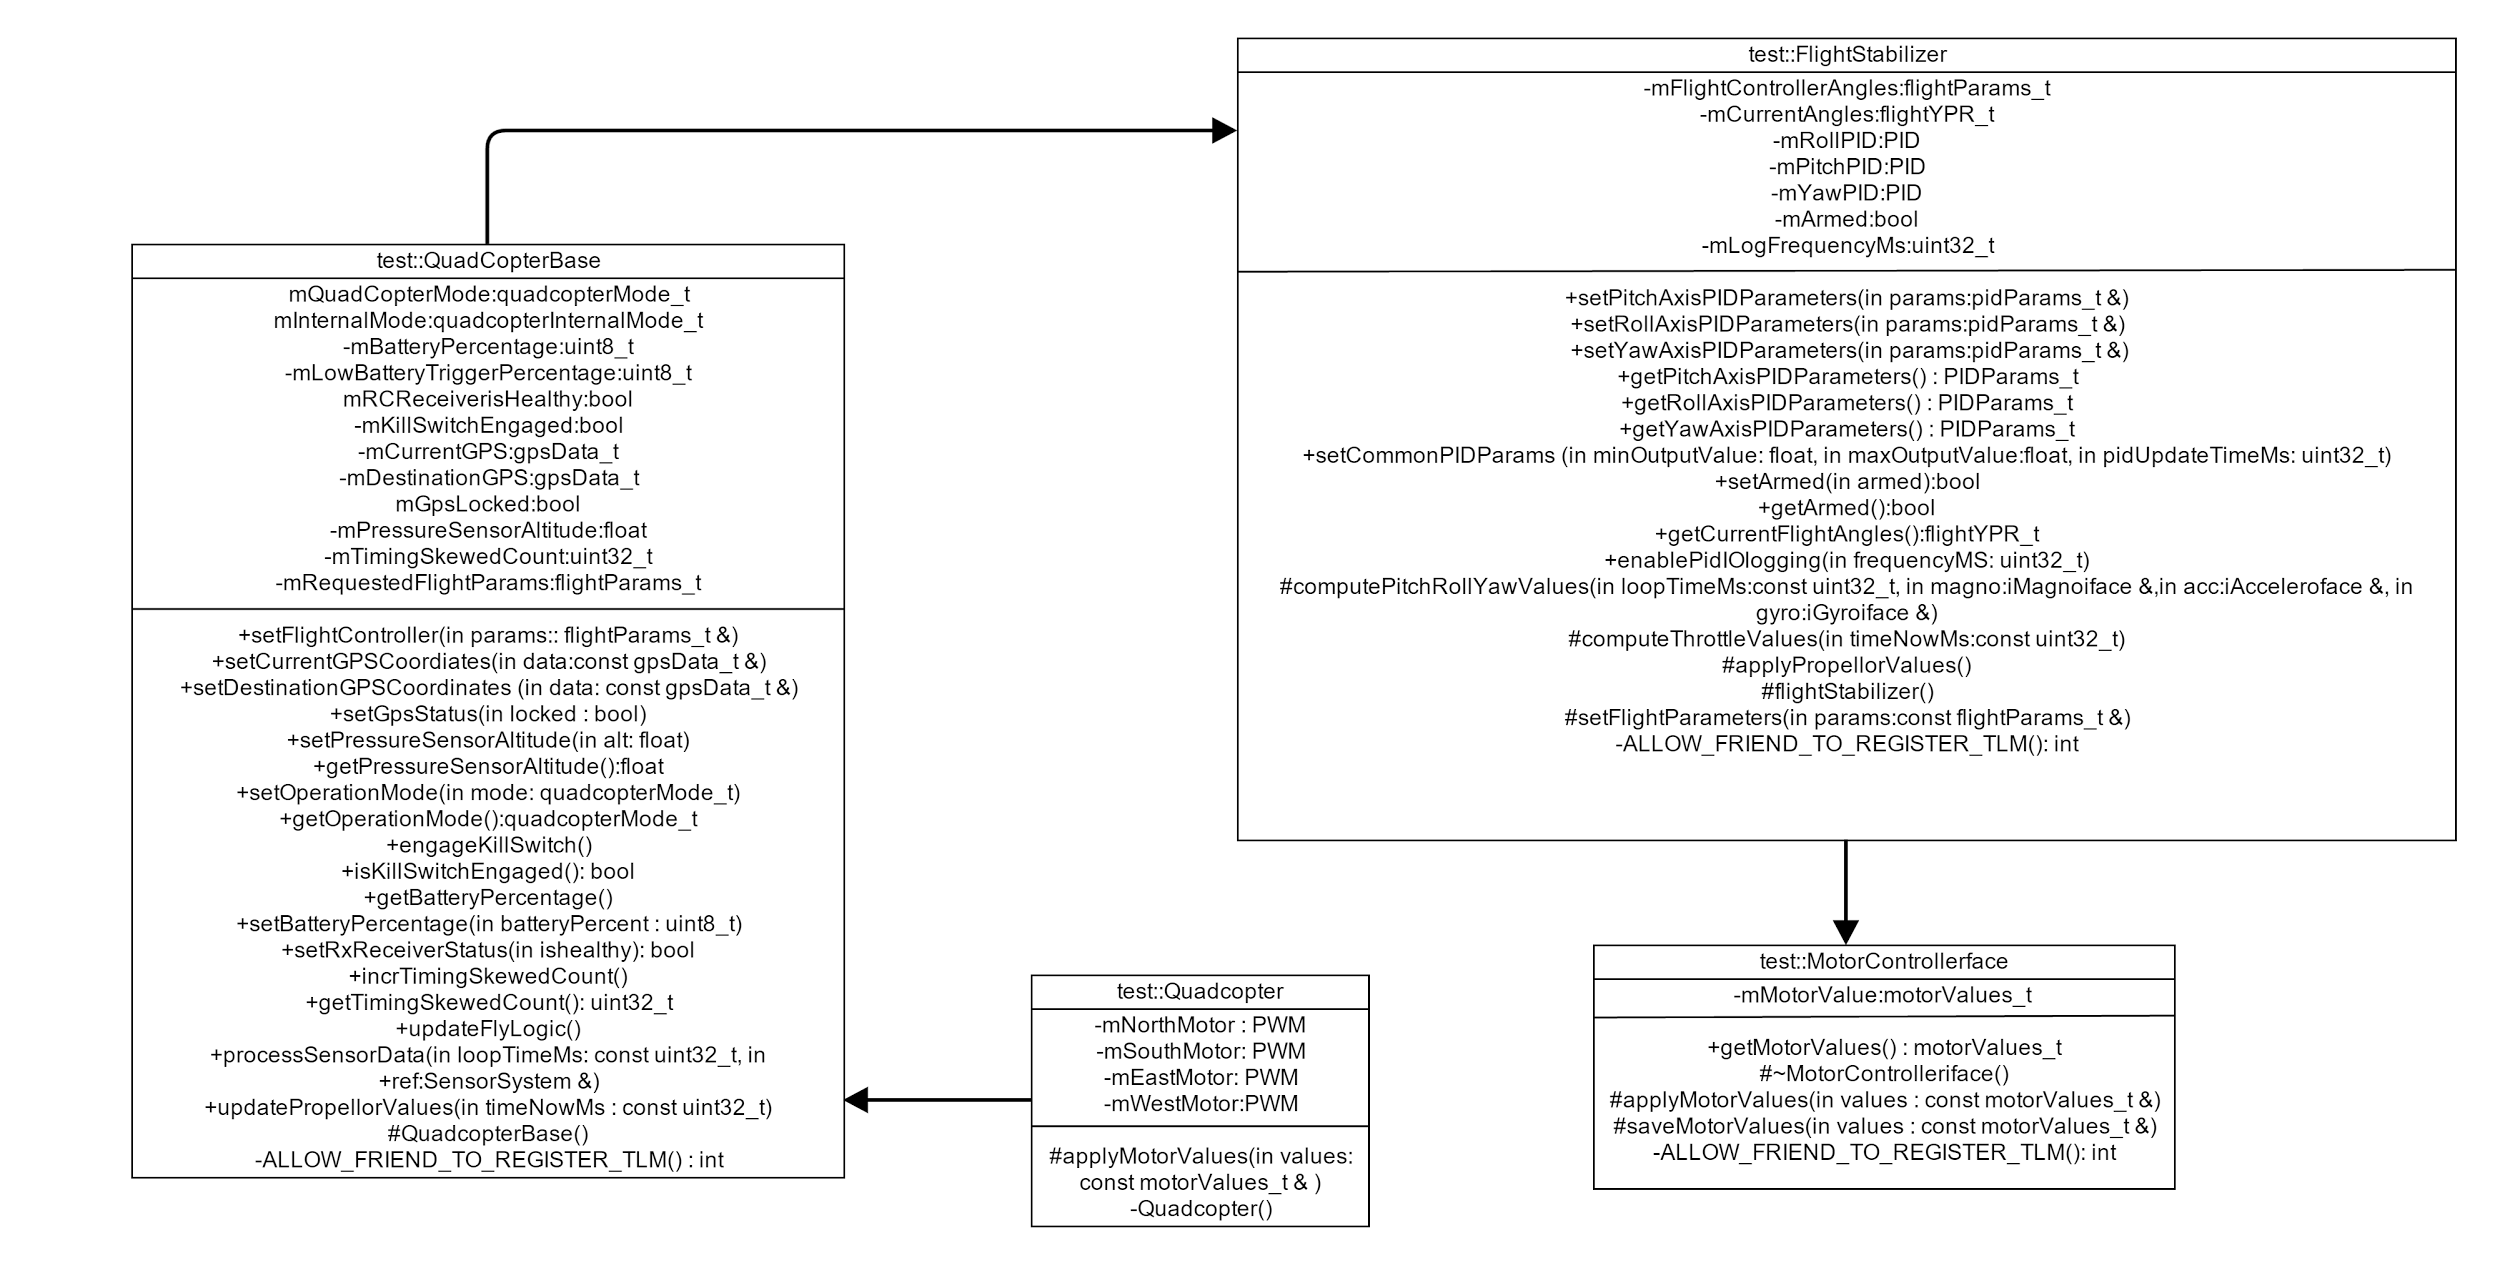 test::FlightStabilizer
-mFlightControllerAngles:flightParams_t
-mCurrentAngles:flightYPR_t
-mRollPID:PID
-mPitchPID:PID
-mYawPID:PID
-mArmed:bool
-mLogFrequencyMs:uint32_t
+setPitchAxisPIDParameters(in params:pidParams_t &)
+setRollAxisPIDParameters(in params:pidParams_t &)
+setYawAxisPIDParameters(in params:pidParams_t &)
+getPitchAxisPIDParameters() : PIDParams_t
+getRollAxisPIDParameters() : PIDParams_t
+getYawAxisPIDParameters() : PIDParams_t
+setCommonPIDParams (in minOutputValue: float, in maxOutputValue:float, in pidUpdateTimeMs: uint32_t)
+setArmed(in armed):bool
+getArmed():bool
+getCurrentFlightAngles():flightYPR_t
+enablePidIOlogging(in frequencyMS: uint32_t)
#computePitchRollYawValues(in loopTimeMs:const uint32_t, in magno:iMagnoiface &,in acc:iAcceleroface &, in
gyro:iGyroiface &)
#computeThrottleValues(in timeNowMs:const uint32_t)
#applyPropellorValues()
#flightStabilizer()
#setFlightParameters(in params:const flightParams_t &)
-ALLOW_FRIEND_TO_REGISTER_TLM(): int
test::QuadCopterBase
mQuadCopterMode:quadcopterMode_t
mInternalMode:quadcopterInternalMode_t
-mBatteryPercentage:uint8_t
-mLowBatteryTriggerPercentage:uint8_t
mRCReceiverisHealthy:bool
-mKillSwitchEngaged:bool
-mCurrentGPS:gpsData_t
-mDestinationGPS:gpsData_t
mGpsLocked:bool
-mPressureSensorAltitude:float
-mTimingSkewedCount:uint32_t
-mRequestedFlightParams:flightParams_t
+setFlightController(in params:: flightParams_t &)
+setCurrentGPSCoordiates(in data:const gpsData_t &)
+setDestinationGPSCoordinates (in data: const gpsData_t &)
+setGpsStatus(in locked : bool)
+setPressureSensorAltitude(in alt: float)
+getPressureSensorAltitude():float
+setOperationMode(in mode: quadcopterMode_t)
+getOperationMode():quadcopterMode_t
+engageKillSwitch()
+isKillSwitchEngaged(): bool
+getBatteryPercentage()
+setBatteryPercentage(in batteryPercent : uint8_t)
+setRxReceiverStatus(in ishealthy): bool
+incrTimingSkewedCount()
+getTimingSkewedCount(): uint32_t
+updateFlyLogic()
+processSensorData(in loopTimeMs: const uint32_t, in
+ref:SensorSystem &)
+updatePropellorValues(in timeNowMs : const uint32_t)
#QuadcopterBase()
-ALLOW_FRIEND_TO_REGISTER_TLM() : int
test::Quadcopter
-mNorthMotor : PWM
-mSouthMotor: PWM
-mEastMotor: PWM
-mWestMotor:PWM
#applyMotorValues(in values:
const motorValues_t & )
-Quadcopter()
test::MotorControllerface
-mMotorValue:motorValues_t
+getMotorValues() : motorValues_t
#~MotorControlleriface()
#applyMotorValues(in values : const motorValues_t &)
#saveMotorValues(in values : const motorValues_t &)
-ALLOW_FRIEND_TO_REGISTER_TLM(): int